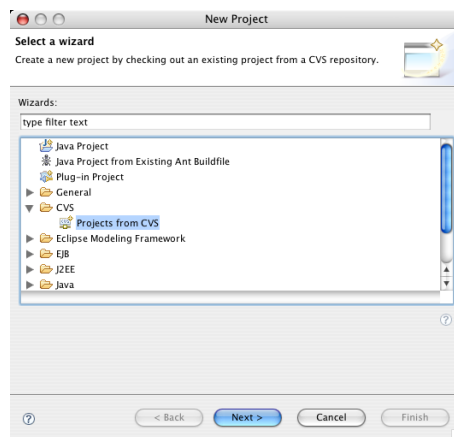 New Project
Select a wizard
Create a new project by checking out an existing project from a CVS repository.
Wizards:
type filter text
Java Project
Java Project from Existing Ant Buildfile
Plug-in Project
General
CVS
Projects from CVS
Eclipse Modeling Framework
EJB
J2EE
Java
?
? < Back Next > Cancel Finish